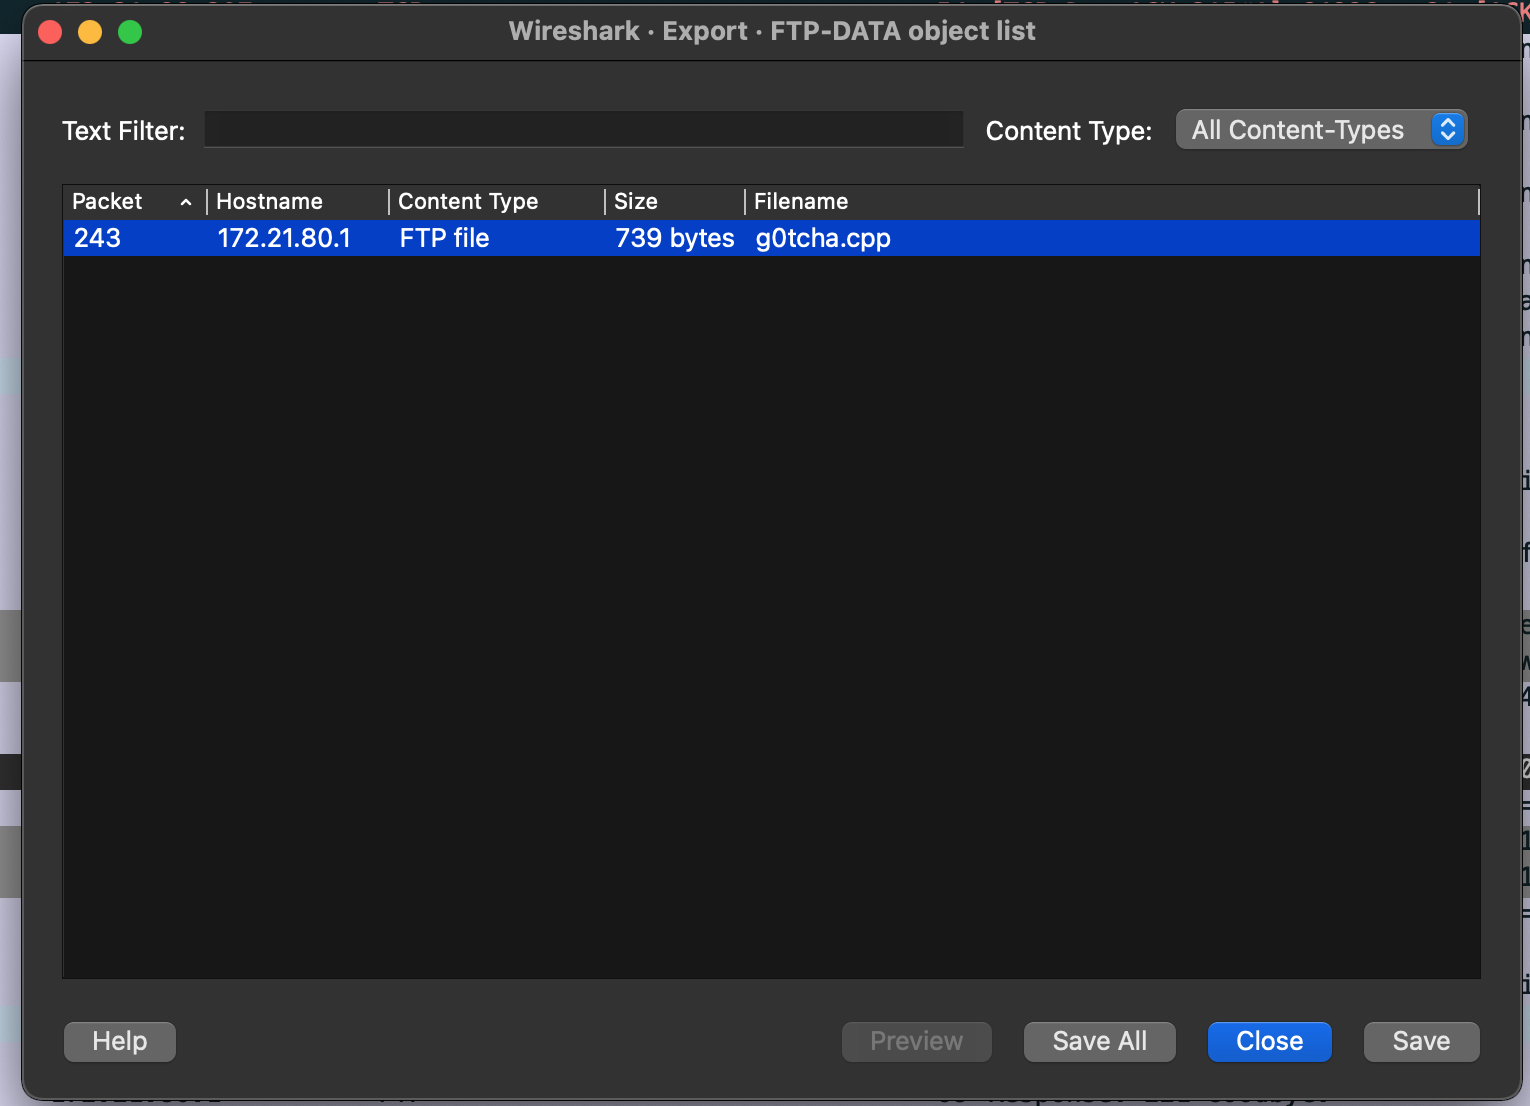 Wireshark · Export · FTP-DATA object list
Text Filter:
Content Type: All Content-Types
Packet Hostname Content Type Size Filename
243 172.21.80.1 FTP file 739 bytes g0tcha.cpp
Help Preview Save All Close Save